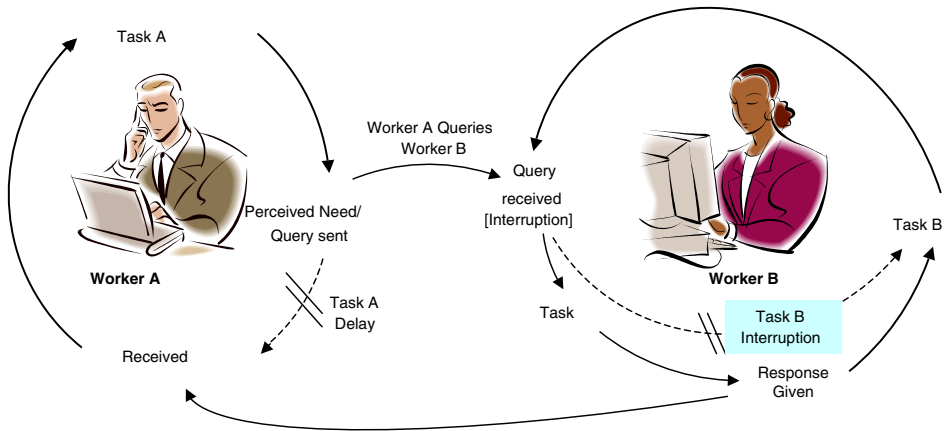 Task A
Worker A Queries
Worker B
Query
received
[Interruption]
Perceived Need/
Query sent
Task B
Worker A
Worker B
Task A
Delay
Task
Task B
Interruption
Received
Response
Given